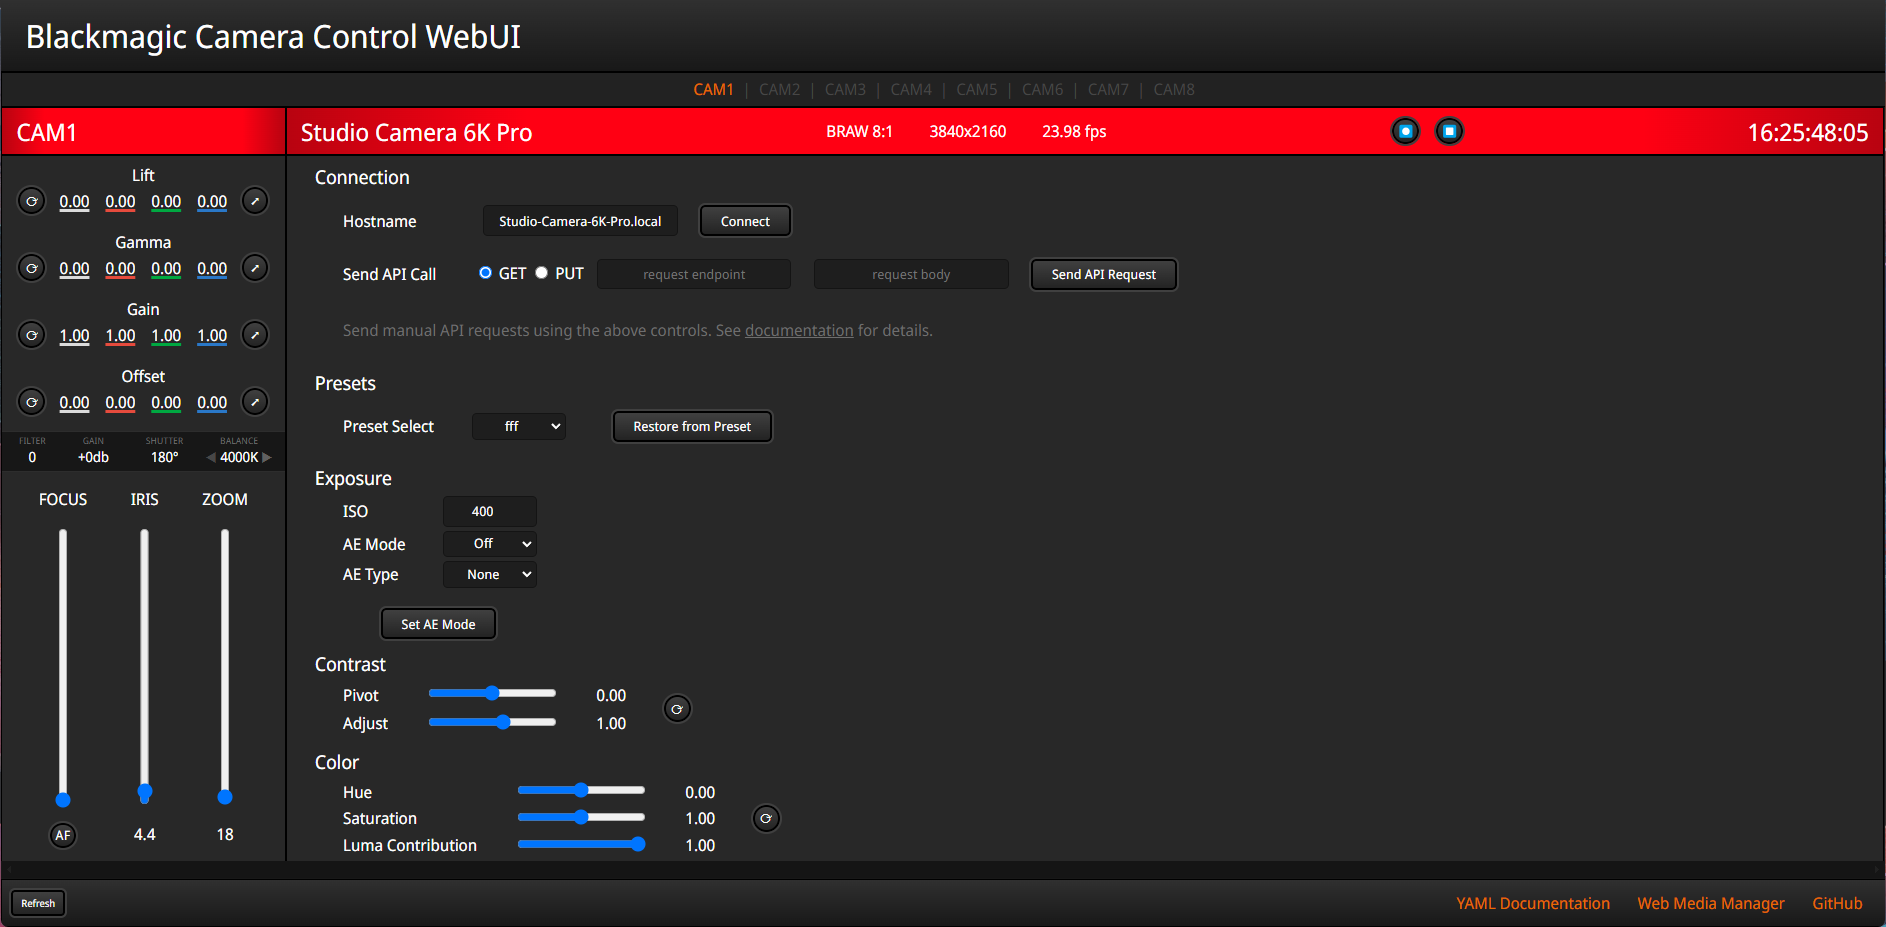 Blackmagic Camera Control WebUI
CAM1 | CAM2 | CAM3 | CAM4 | CAM5 | CAM6 | CAM7 | CAM8
CAM1
Studio Camera 6K Pro BRAW 8:1 3840x2160 23.98 fps 16:25:48:05
Lift
0.00 0.00 0.00 0.00
Gamma
0.00 0.00 0.00 0.00
Gain
1.00 1.00 1.00 1.00
Offset
0.00 0.00 0.00 0.00
FILTER GAIN SHUTTER BALANCE
0 +0db 180° 4000K
FOCUS IRIS ZOOM
AF 4.4 18
Connection
Hostname Studio-Camera-6K-Pro.local Connect
Send API Call GET PUT request endpoint request body Send API Request
Send manual API requests using the above controls. See documentation for details.
Presets
Preset Select fff Restore from Preset
Exposure
ISO 400
AE Mode Off
AE Type None
Set AE Mode
Contrast
Pivot 0.00
Adjust 1.00
Color
Hue 0.00
Saturation 1.00
Luma Contribution 1.00
Refresh YAML Documentation Web Media Manager GitHub